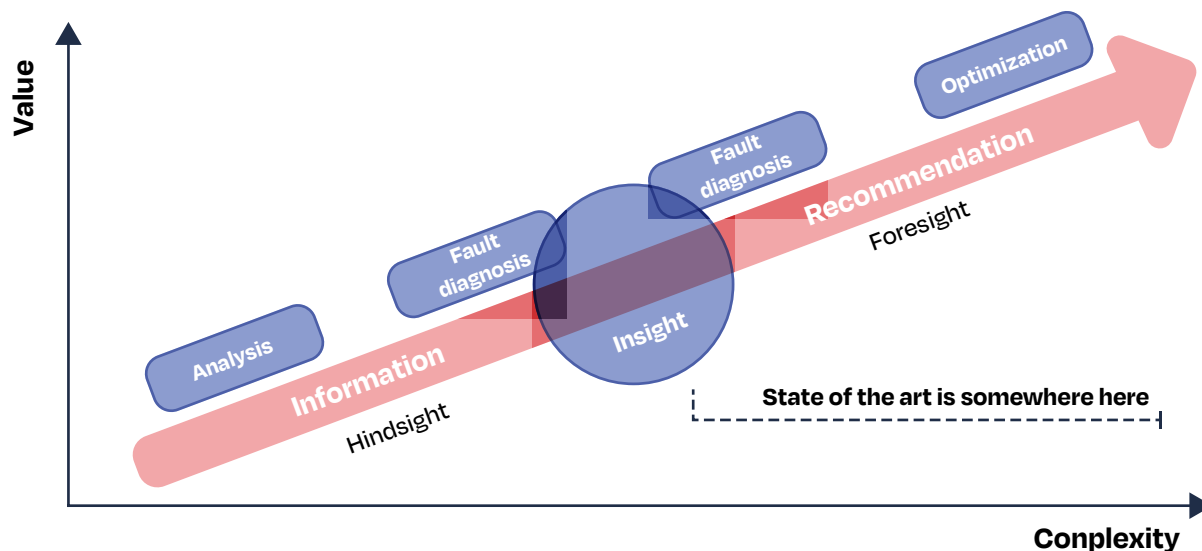 Value
Optimization
Fault
diagnosis
Recommendation
Foresight
Fault
diagnosis
Insight
Analysis
Information
Hindsight
State of the art is somewhere here
Conplexity